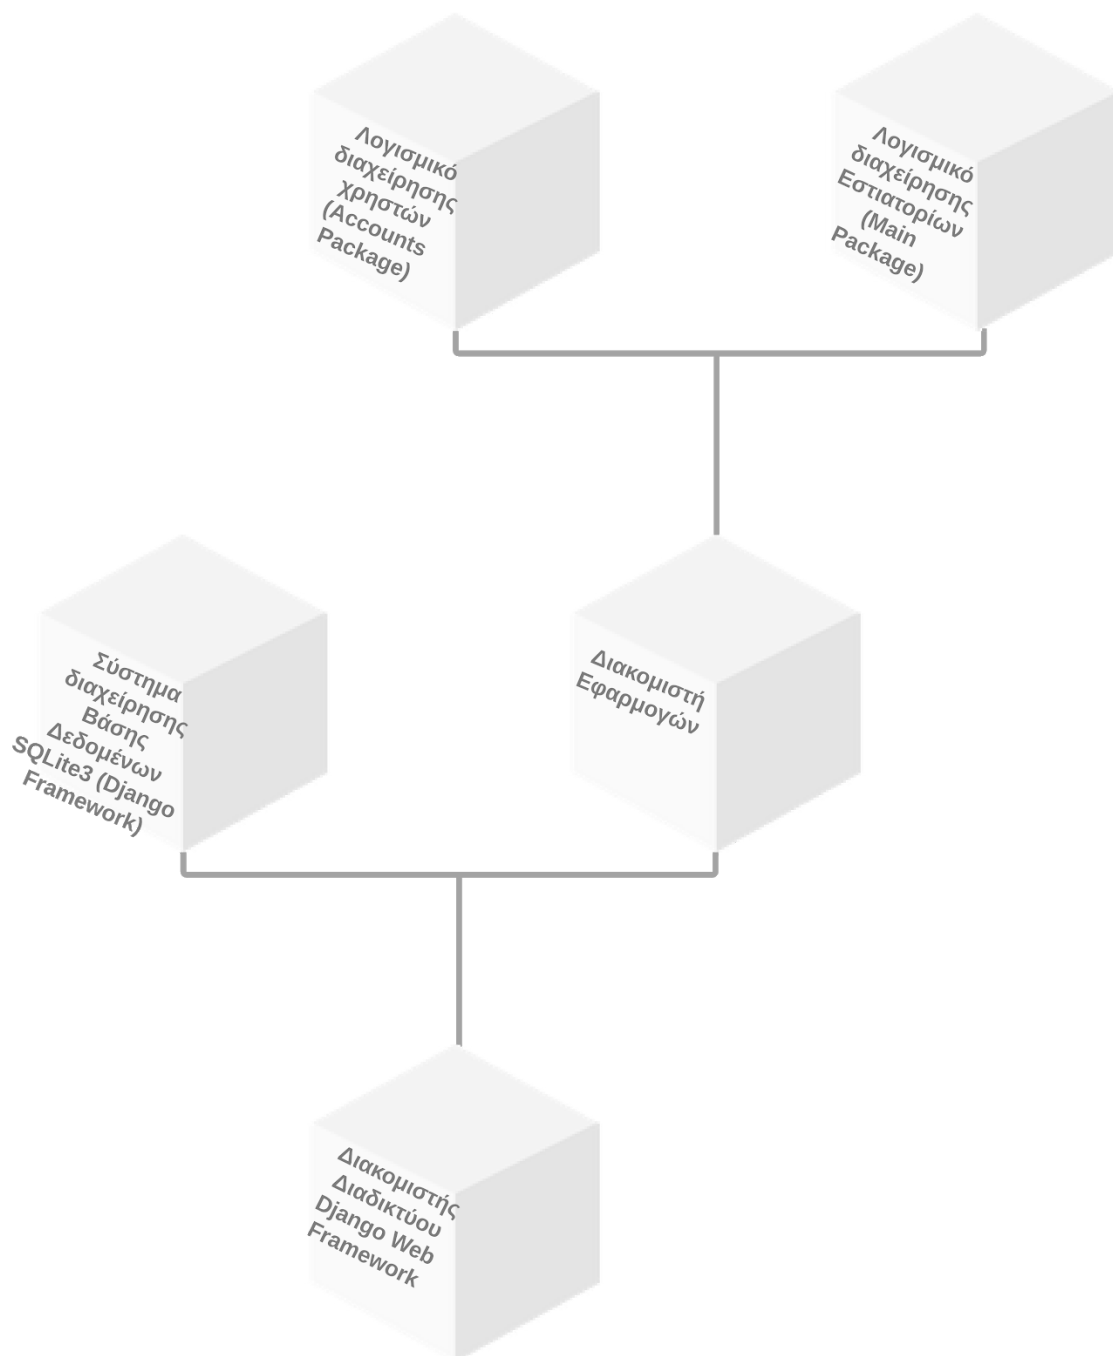 Λογισμικό
διαχείρησης
χρηστών
(Accounts
Package)
Λογισμικό
διαχείρησης
Εστιατορίων
(Main
Package)
Σύστημα
διαχείρησης
Βάσης
Δεδομένων
SQLite3 (Django
Framework)
Διακομιστή
Εφαρμογών
Διακομιστής
Διαδικτύου
Django Web
Framework